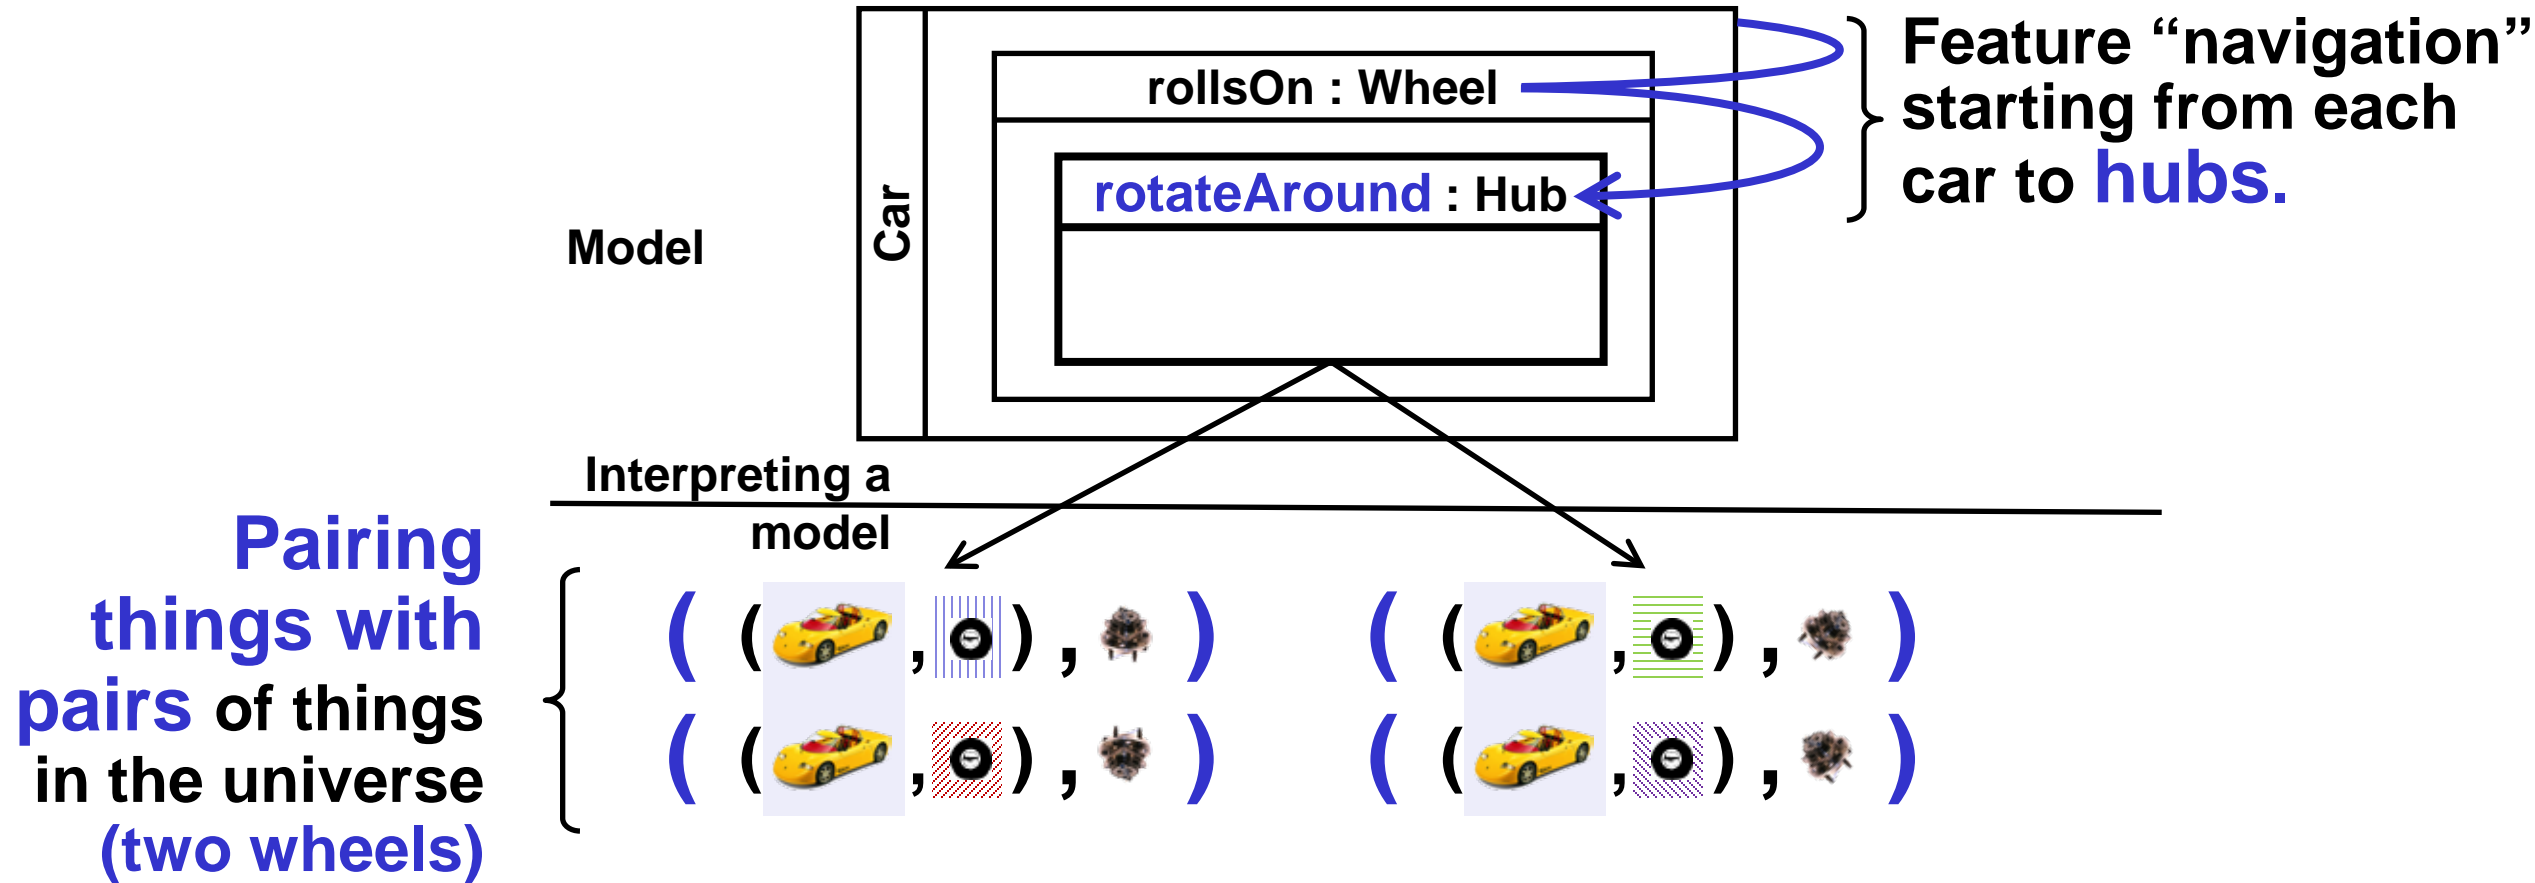 Feature “navigation”
starting from each
car to hubs.
rollsOn : Wheel
rotateAround : Hub
Car
Model
Interpreting a
model
Pairing
things with
pairs of things
in the universe
(two wheels)
( ( , ) , ) ( ( , ) , )
( ( , ) , ) ( ( , ) , )